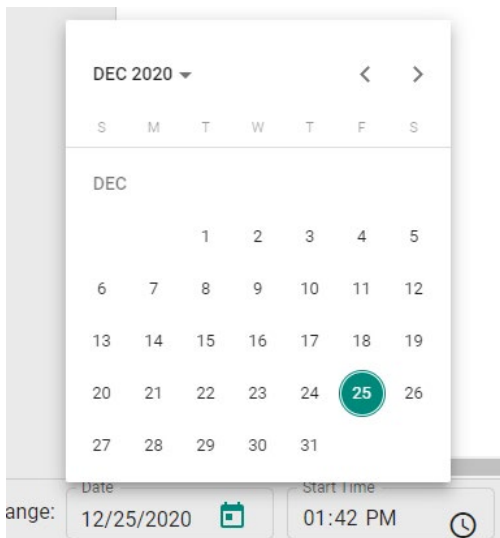 DEC 2020
S M T W T F S
DEC
1 2 3 4 5
6 7 8 9 10 11 12
13 14 15 16 17 18 19
20 21 22 23 24 25 26
27 28 29 30 31
Date Start Time
ange: 12/25/2020 01:42 PM